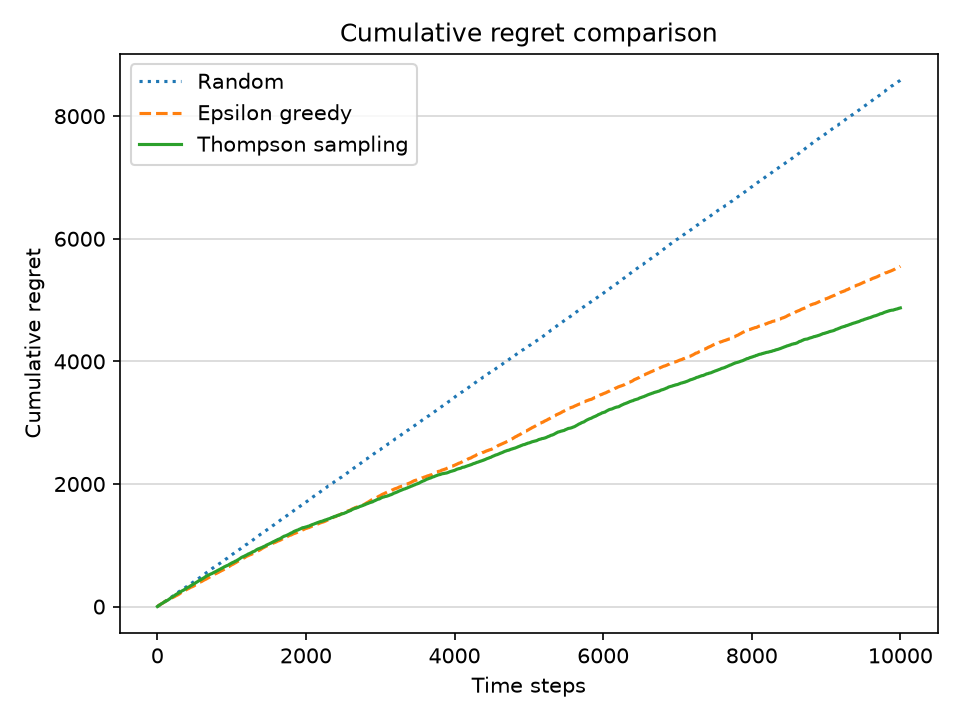 Cumulative regret comparison
Random
Epsilon greedy
Thompson sampling
Cumulative regret
8000
6000
4000
2000
0
0 2000 4000 6000 8000 10000
Time steps